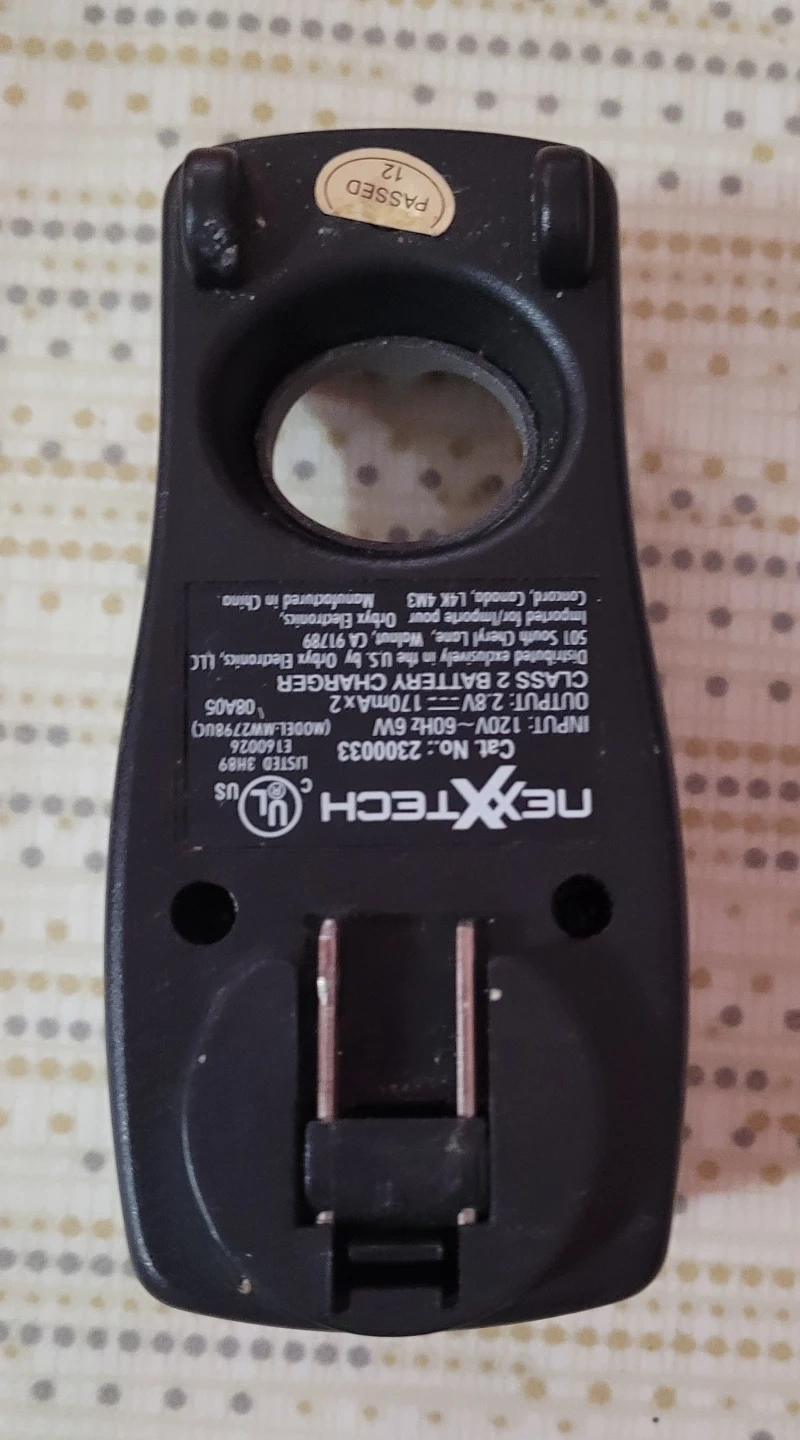 neXXTECH
C UL US ®
LISTED 3H89
E160026
Cat. No.: 2300033
INPUT: 120V~60Hz 6W (MODEL:MW2798UC)
OUTPUT: 2.8V⎓170mA x 2 08A05
CLASS 2 BATTERY CHARGER
Distributed exclusively in the U.S. by Orbyx Electronics, LLC,
501 South Cheryl Lane, Walnut, CA 91789
Imported for/Importe pour Orbyx Electronics,
Concord, Canada, L4K 4M3 Manufactured in China.
PASSED
12